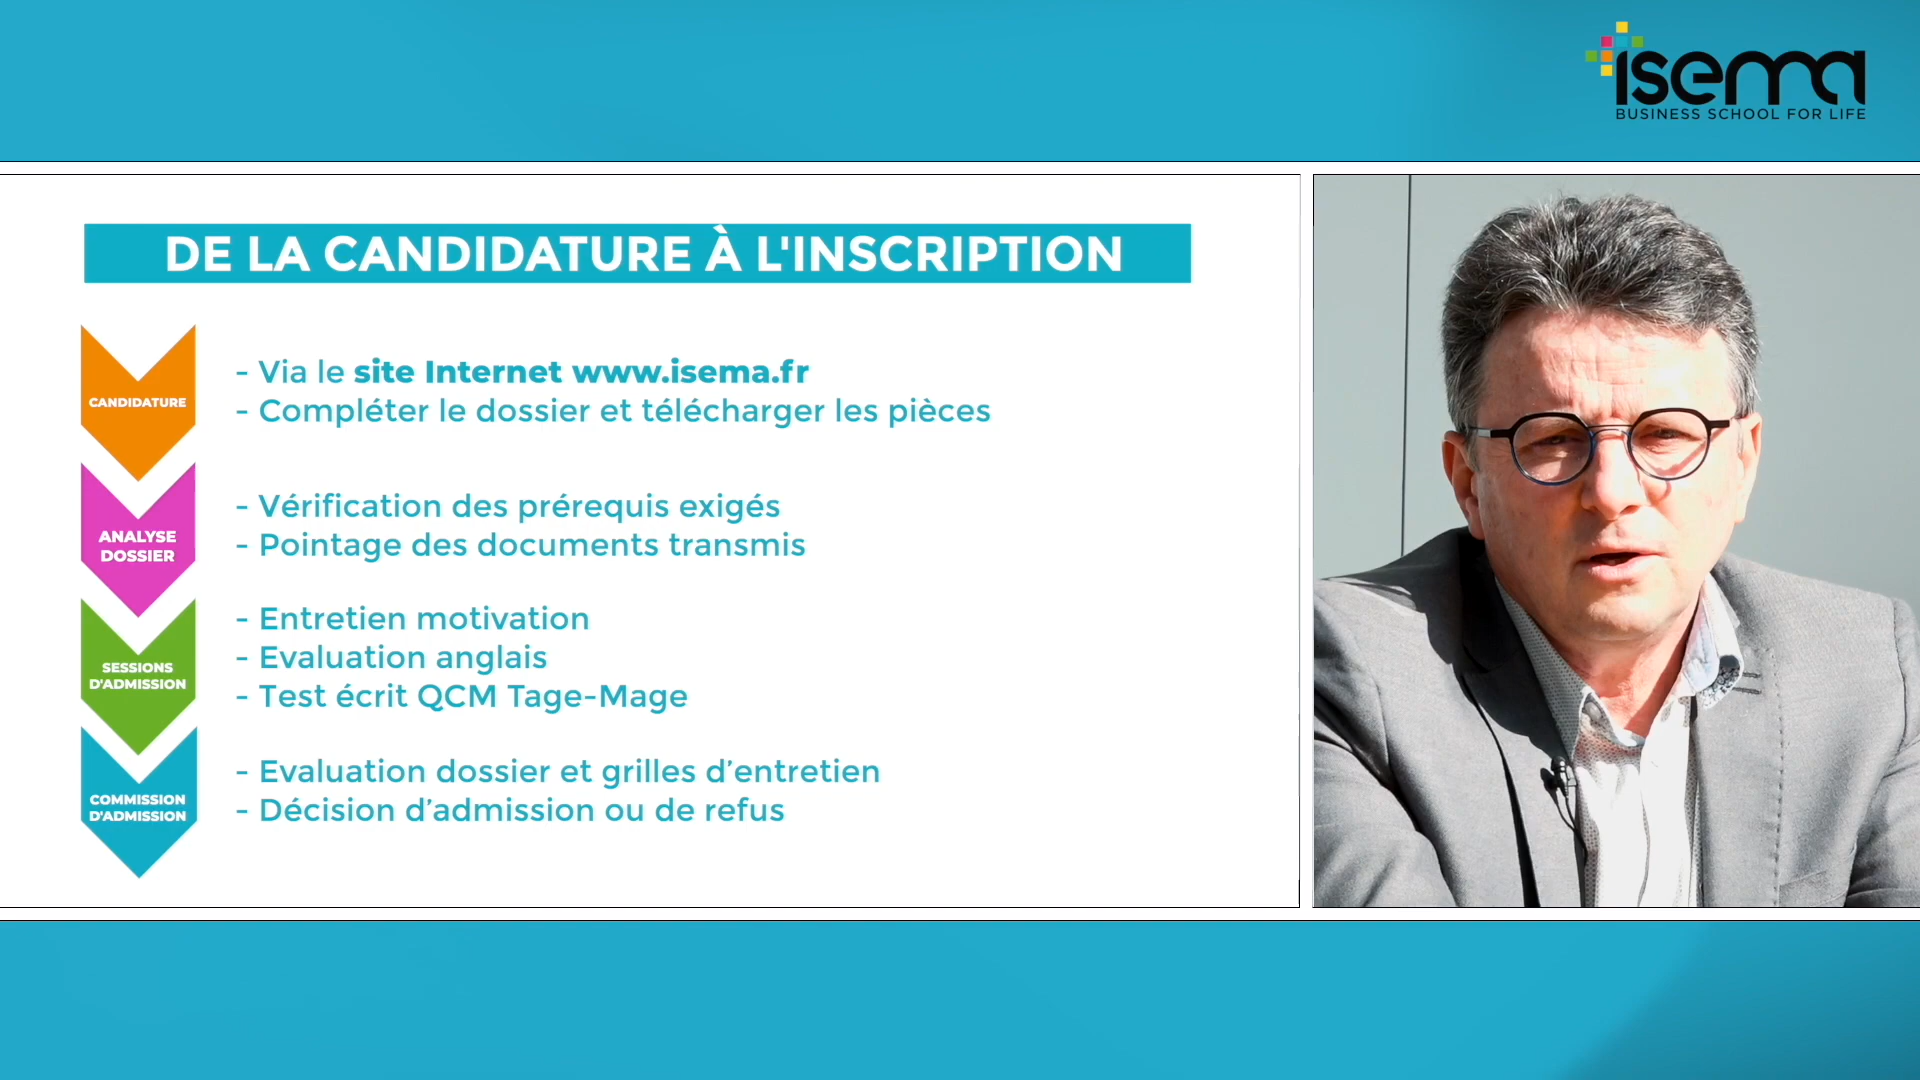 isema
BUSINESS SCHOOL FOR LIFE
DE LA CANDIDATURE À L'INSCRIPTION
CANDIDATURE
- Via le site Internet www.isema.fr
- Compléter le dossier et télécharger les pièces
ANALYSE
DOSSIER
- Vérification des prérequis exigés
- Pointage des documents transmis
SESSIONS
D'ADMISSION
- Entretien motivation
- Evaluation anglais
- Test écrit QCM Tage-Mage
COMMISSION
D'ADMISSION
- Evaluation dossier et grilles d’entretien
- Décision d’admission ou de refus